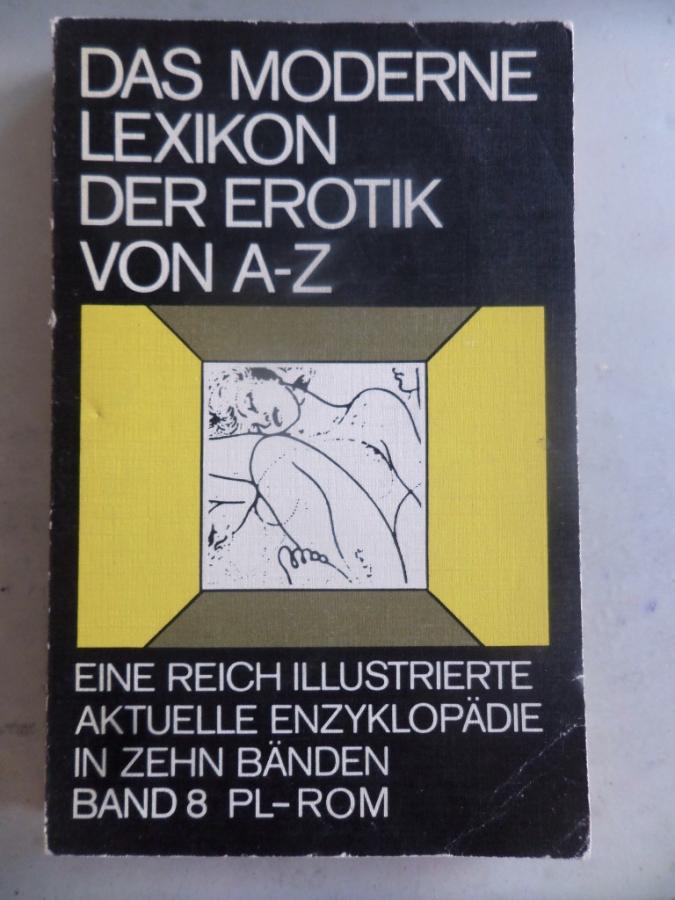 DAS MODERNE
LEXIKON
DER EROTIK
VON A-Z
EINE REICH ILLUSTRIERTE
AKTUELLE ENZYKLOPÄDIE
IN ZEHN BÄNDEN
BAND 8 PL-ROM